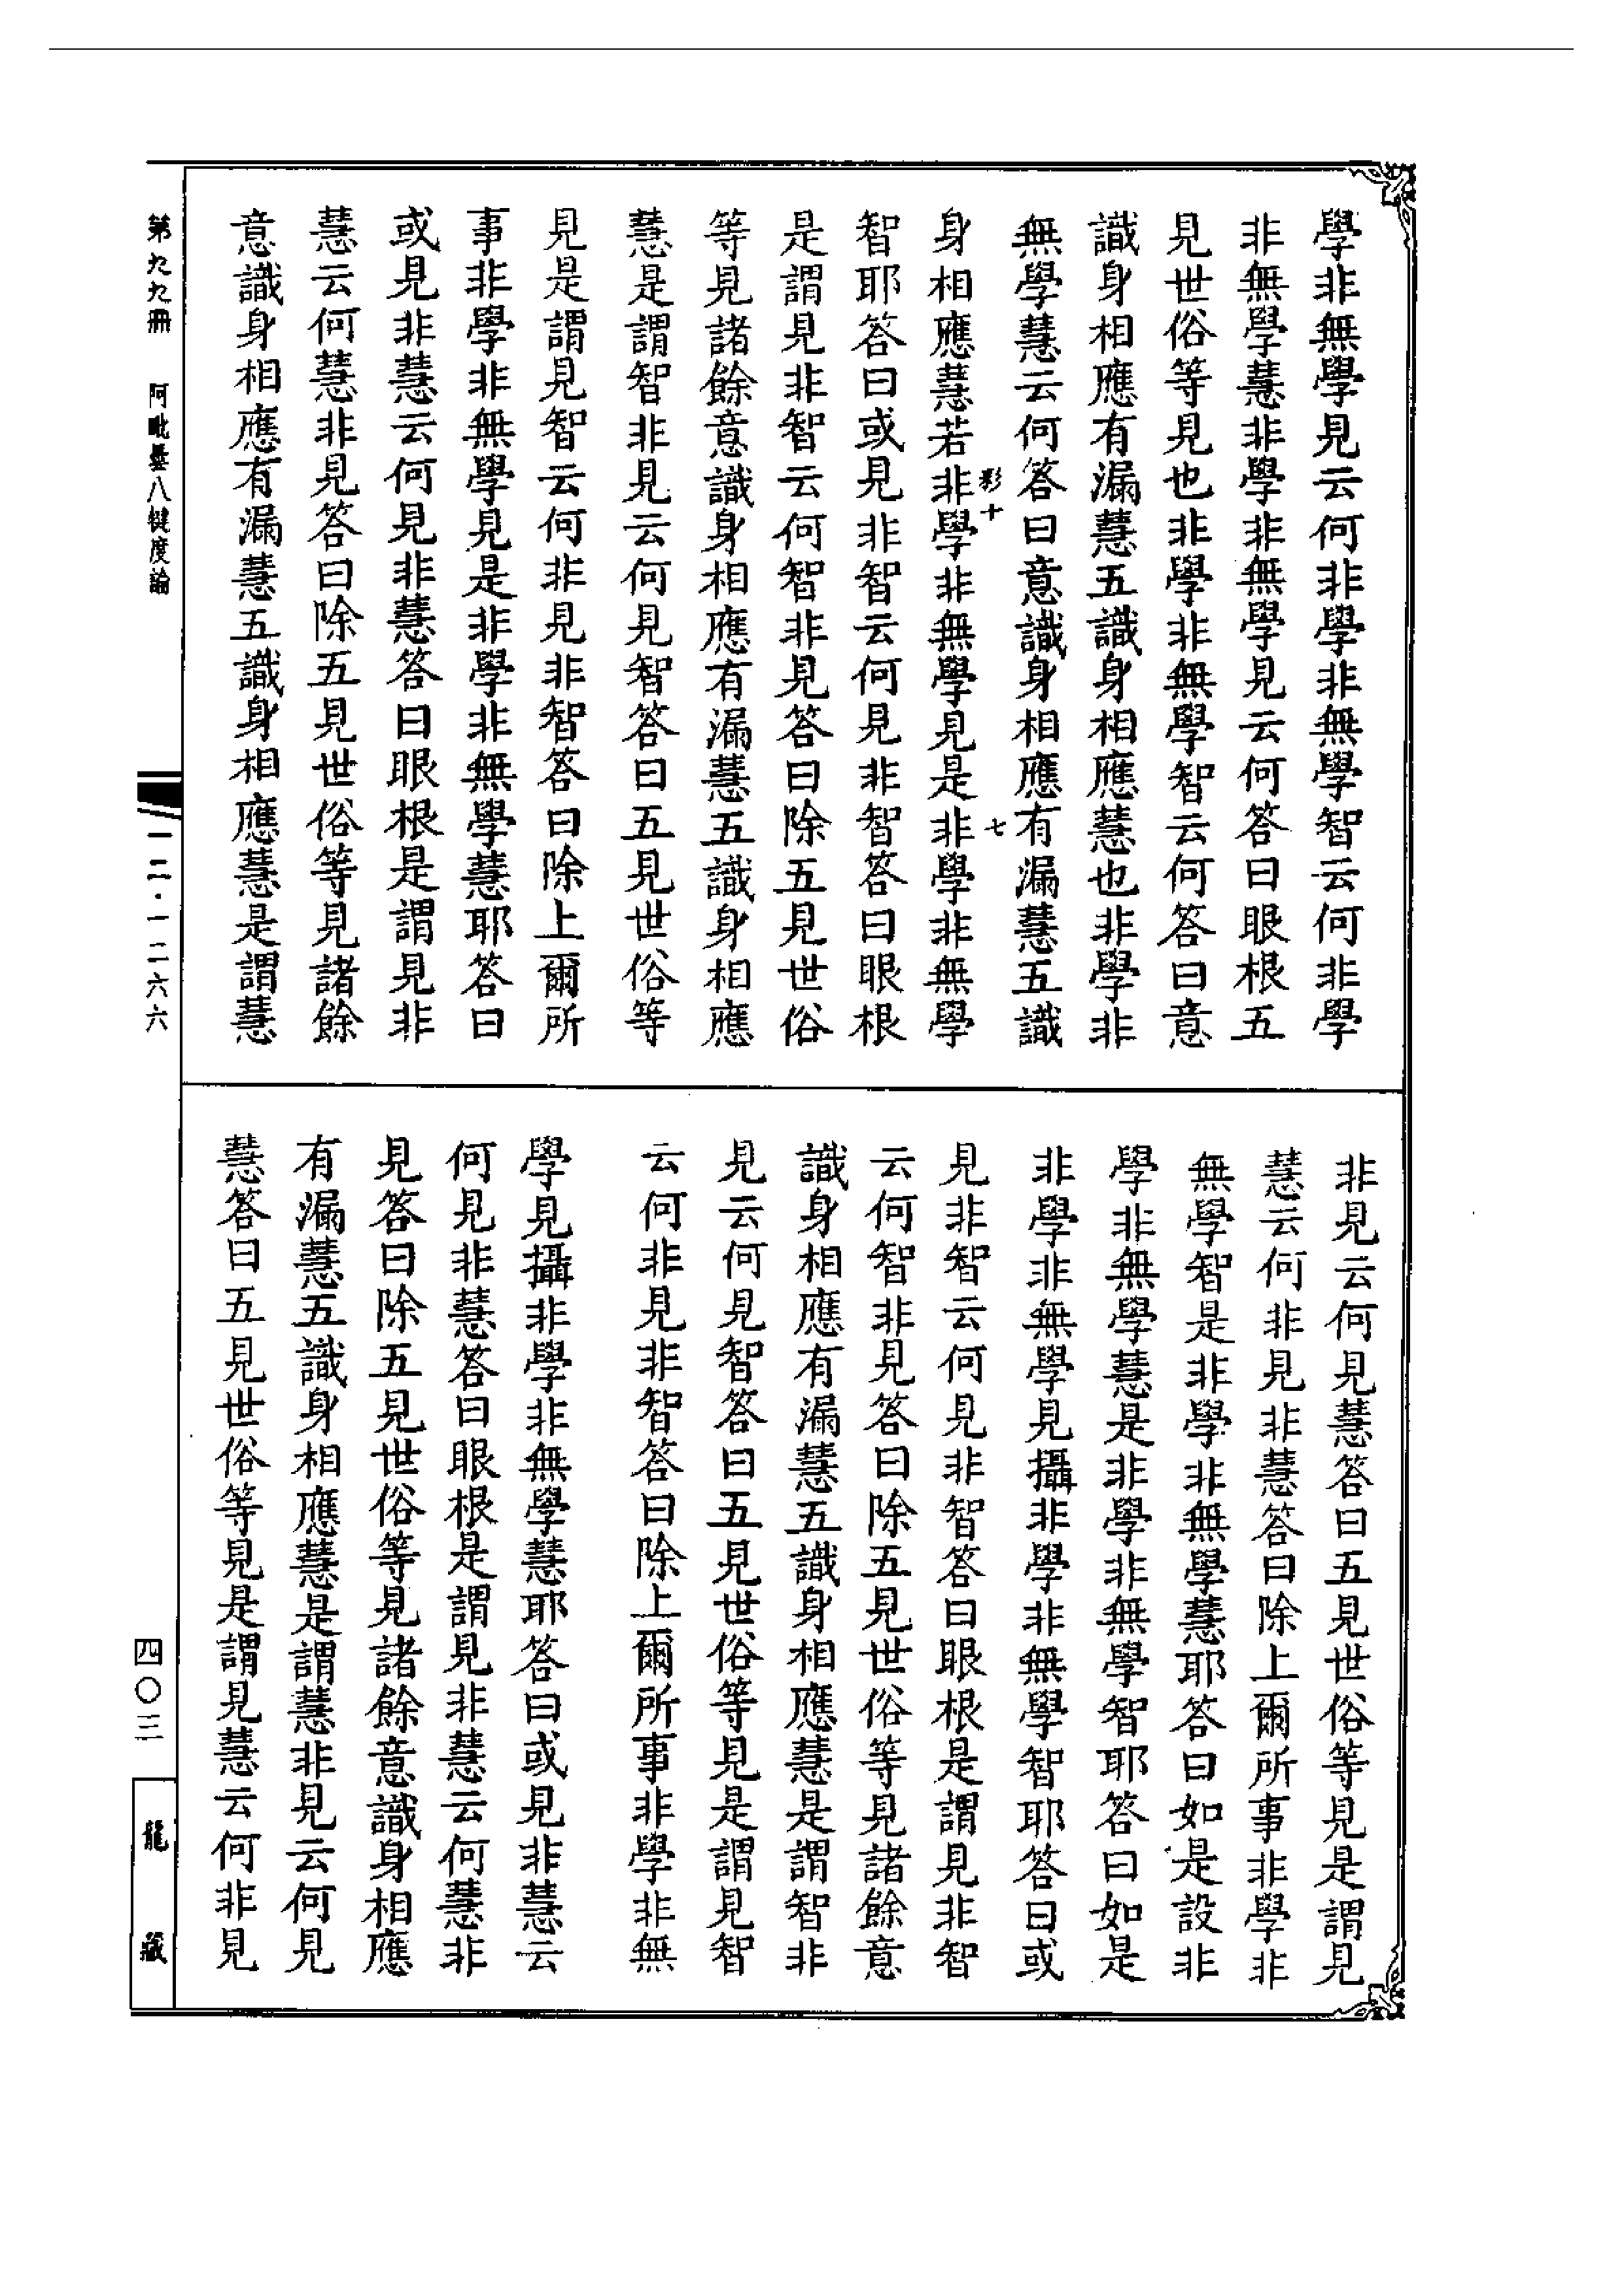 學非無學見云何非學非無學智云何非學
非無學慧非學非無學見云何答曰眼根五
見世俗等見也非學非無學智云何答曰意
識身相應有漏慧五識身相應慧也非學非
無學慧云何答曰意識身相應有漏慧五識
影十 七
身相應慧若非學非無學見是非學非無學
智耶答曰或見非智云何見非智答曰眼根
是謂見非智云何智非見答曰除五見世俗
等見諸餘意識身相應有漏慧五識身相應
慧是謂智非見云何見智答曰五見世俗等
見是謂見智云何非見非智答曰除上爾所
事非學非無學見是非學非無學慧耶答曰
或見非慧云何見非慧答曰眼根是謂見非
慧云何慧非見答曰除五見世俗等見諸餘
意識身相應有漏慧五識身相應慧是謂慧
非見云何見慧答曰五見世俗等見是謂見
慧云何非見非慧答曰除上爾所事非學非
無學智是非學非無學慧耶答曰如是設非
學非無學慧是非學非無學智耶答曰如是
非學非無學見攝非學非無學智耶答曰或
見非智云何見非智答曰眼根是謂見非智
云何智非見答曰除五見世俗等見諸餘意
識身相應有漏慧五識身相應慧是謂智非
見云何見智答曰五見世俗等見是謂見智
云何非見非智答曰除上爾所事非學非無
學見攝非學非無學慧耶答曰或見非慧云
何見非慧答曰眼根是謂見非慧云何慧非
見答曰除五見世俗等見諸餘意識身相應
有漏慧五識身相應慧是謂慧非見云何見
慧答曰五見世俗等見是謂見慧云何非見
第九九冊 阿毗曇八犍度論
一二·一二六六
四〇三
龍藏